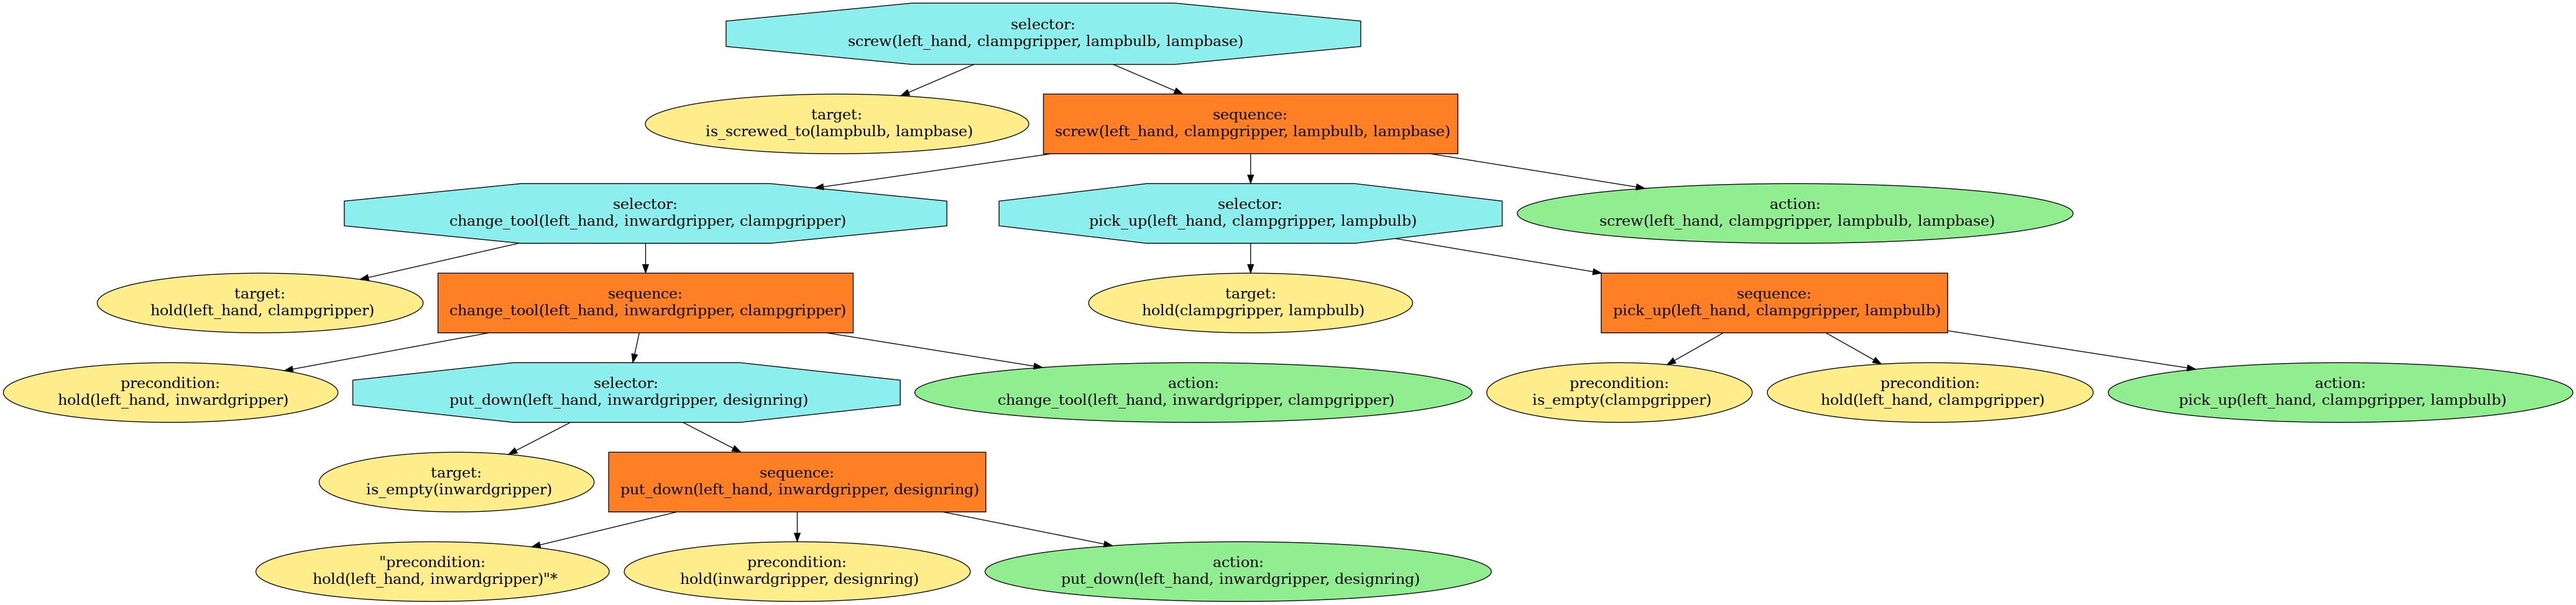 selector:
screw(left_hand, clampgripper, lampbulb, lampbase)
target:
is_screwed_to(lampbulb, lampbase)
sequence:
screw(left_hand, clampgripper, lampbulb, lampbase)
selector:
change_tool(left_hand, inwardgripper, clampgripper)
selector:
pick_up(left_hand, clampgripper, lampbulb)
action:
screw(left_hand, clampgripper, lampbulb, lampbase)
target:
hold(left_hand, clampgripper)
sequence:
change_tool(left_hand, inwardgripper, clampgripper)
target:
hold(clampgripper, lampbulb)
sequence:
pick_up(left_hand, clampgripper, lampbulb)
precondition:
hold(left_hand, inwardgripper)
selector:
put_down(left_hand, inwardgripper, designring)
action:
change_tool(left_hand, inwardgripper, clampgripper)
precondition:
is_empty(clampgripper)
precondition:
hold(left_hand, clampgripper)
action:
pick_up(left_hand, clampgripper, lampbulb)
target:
is_empty(inwardgripper)
sequence:
put_down(left_hand, inwardgripper, designring)
"precondition:
hold(left_hand, inwardgripper)"*
precondition:
hold(inwardgripper, designring)
action:
put_down(left_hand, inwardgripper, designring)